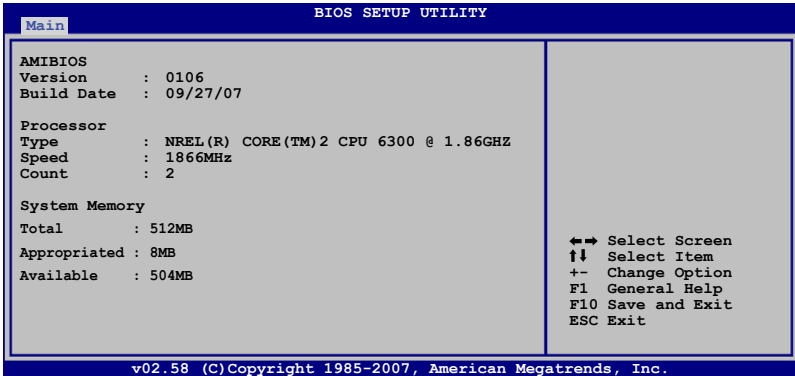 BIOS SETUP UTILITY
Main
AMIBIOS
Version : 0106
Build Date : 09/27/07
Processor
Type : NREL(R) CORE(TM)2 CPU 6300 @ 1.86GHZ
Speed : 1866MHz
Count : 2
System Memory
Total : 512MB
Appropriated : 8MB
Available : 504MB
←→ Select Screen
↑↓ Select Item
+- Change Option
F1 General Help
F10 Save and Exit
ESC Exit
v02.58 (C)Copyright 1985-2007, American Megatrends, Inc.